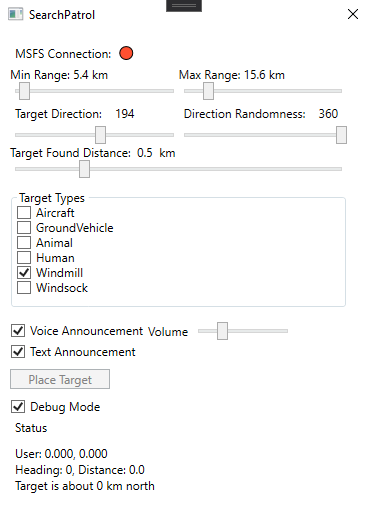 SearchPatrol
MSFS Connection:
Min Range: 5.4 km Max Range: 15.6 km
Target Direction: 194 Direction Randomness: 360
Target Found Distance: 0.5 km
Target Types
Aircraft
GroundVehicle
Animal
Human
Windmill
Windsock
Voice Announcement Volume
Text Announcement
Place Target
Debug Mode
Status
User: 0.000, 0.000
Heading: 0, Distance: 0.0
Target is about 0 km north